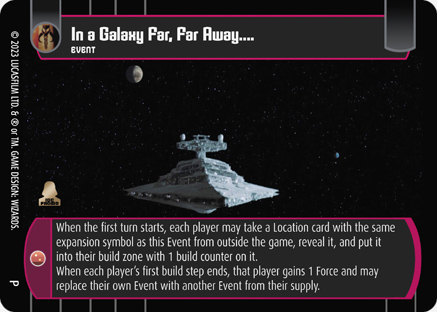 In a Galaxy Far, Far Away....
EVENT
© 2023 LUCASFILM LTD. & ® or TM. GAME DESIGN: WIZARDS.
P
When the first turn starts, each player may take a Location card with the same
expansion symbol as this Event from outside the game, reveal it, and put it
into their build zone with 1 build counter on it.
When each player's first build step ends, that player gains 1 Force and may
replace their own Event with another Event from their supply.